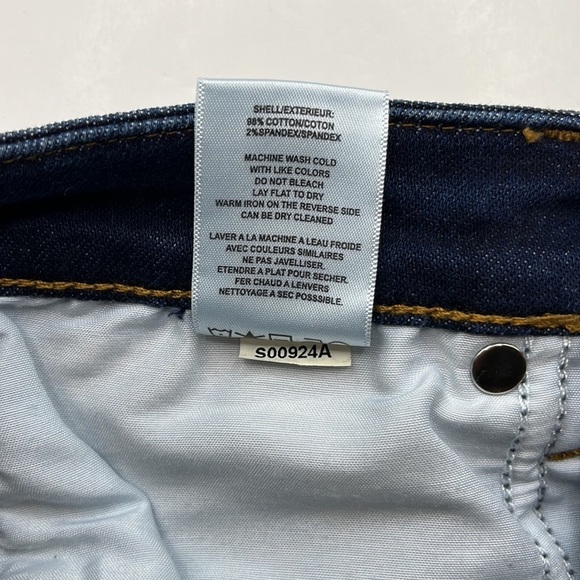 SHELL/EXTERIEUR:
98% COTTON/COTON
2%SPANDEX/SPANDEX
MACHINE WASH COLD
WITH LIKE COLORS
DO NOT BLEACH
LAY FLAT TO DRY
WARM IRON ON THE REVERSE SIDE
CAN BE DRY CLEANED
LAVER A LA MACHINE A LEAU FROIDE
AVEC COULEURS SIMILAIRES
NE PAS JAVELLISER.
ETENDRE A PLAT POUR SECHER.
FER CHAUD A LENVERS
NETTOYAGE A SEC POSSSIBLE.
S00924A